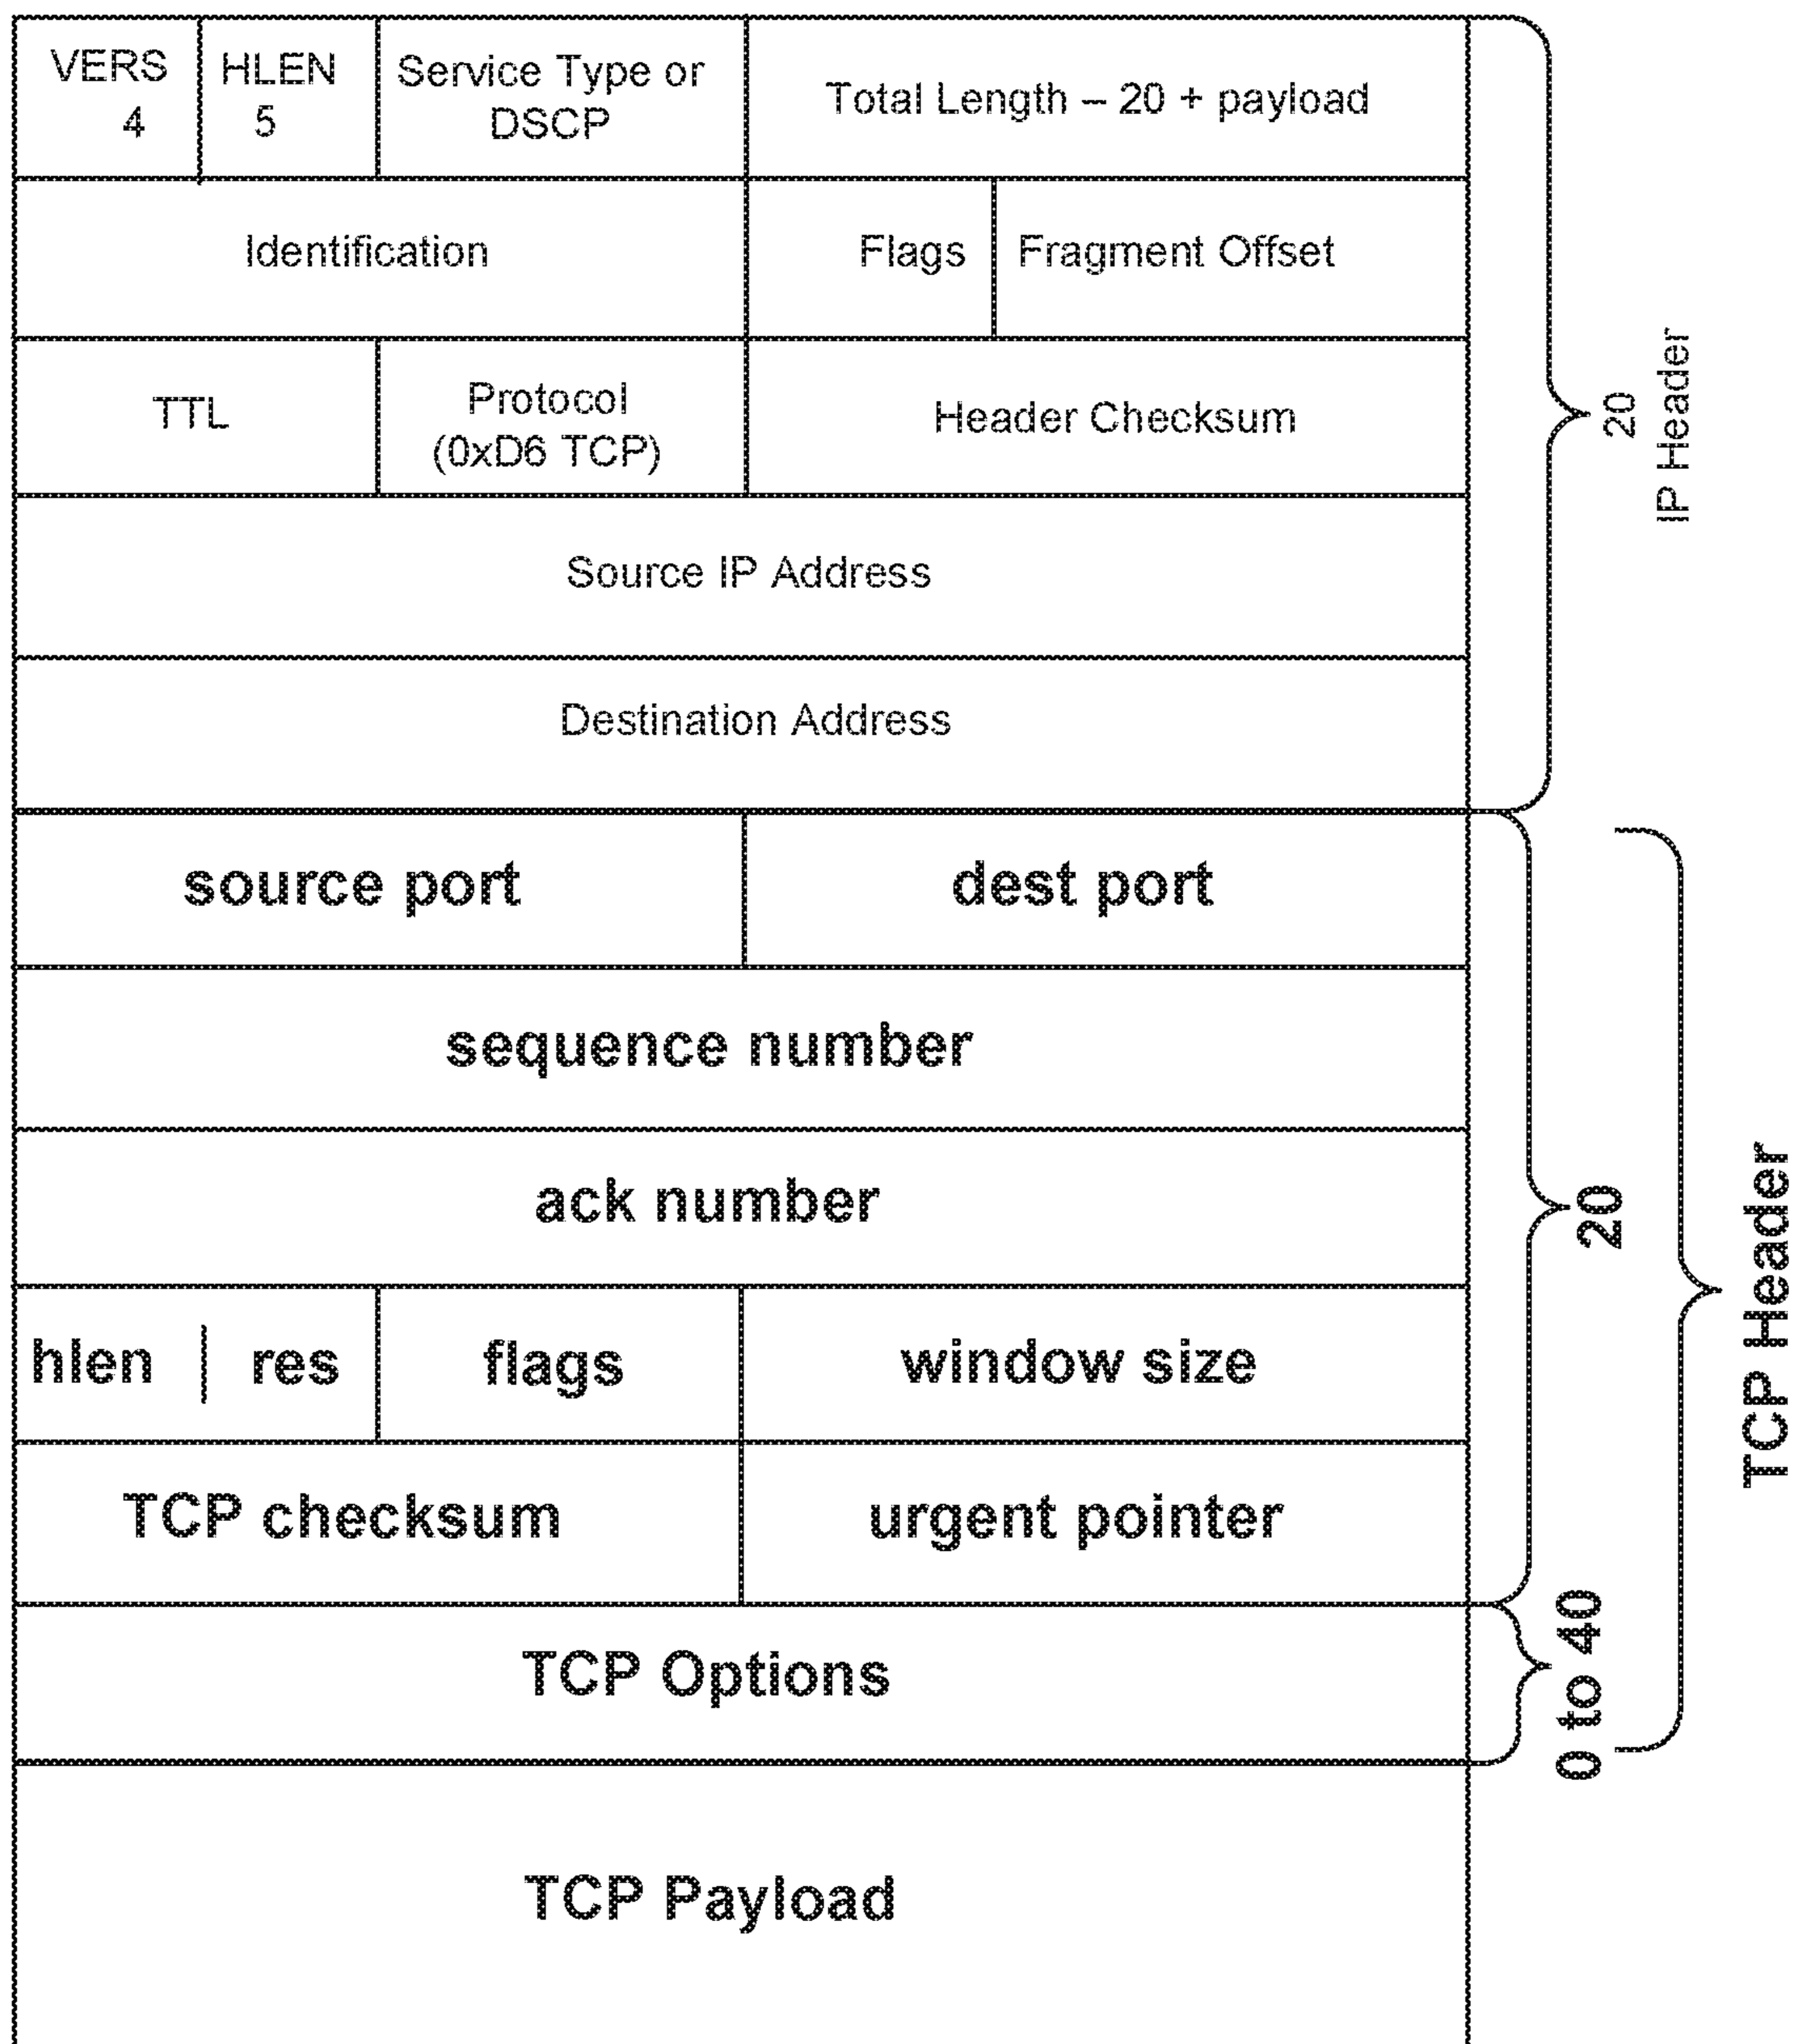 VERS
4
HLEN
5
Service Type or
DSCP
Total Length – 20 + payload
Identification
Flags
Fragment Offset
TTL
Protocol
(0xD6 TCP)
Header Checksum
Source IP Address
Destination Address
20
IP Header
source port
dest port
sequence number
ack number
hlen | res
flags
window size
TCP checksum
urgent pointer
20
TCP Options
0 to 40
TCP Header
TCP Payload